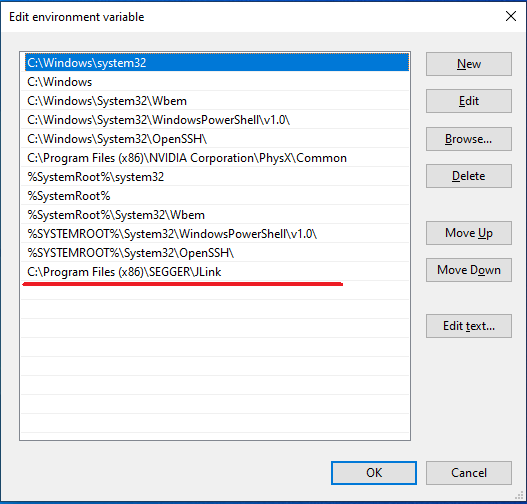 Edit environment variable
C:\Windows\system32
C:\Windows
C:\Windows\System32\Wbem
C:\Windows\System32\WindowsPowerShell\v1.0\
C:\Windows\System32\OpenSSH\
C:\Program Files (x86)\NVIDIA Corporation\PhysX\Common
%SystemRoot%\system32
%SystemRoot%
%SystemRoot%\System32\Wbem
%SYSTEMROOT%\System32\WindowsPowerShell\v1.0\
%SYSTEMROOT%\System32\OpenSSH\
C:\Program Files (x86)\SEGGER\JLink
New
Edit
Browse...
Delete
Move Up
Move Down
Edit text...
OK
Cancel